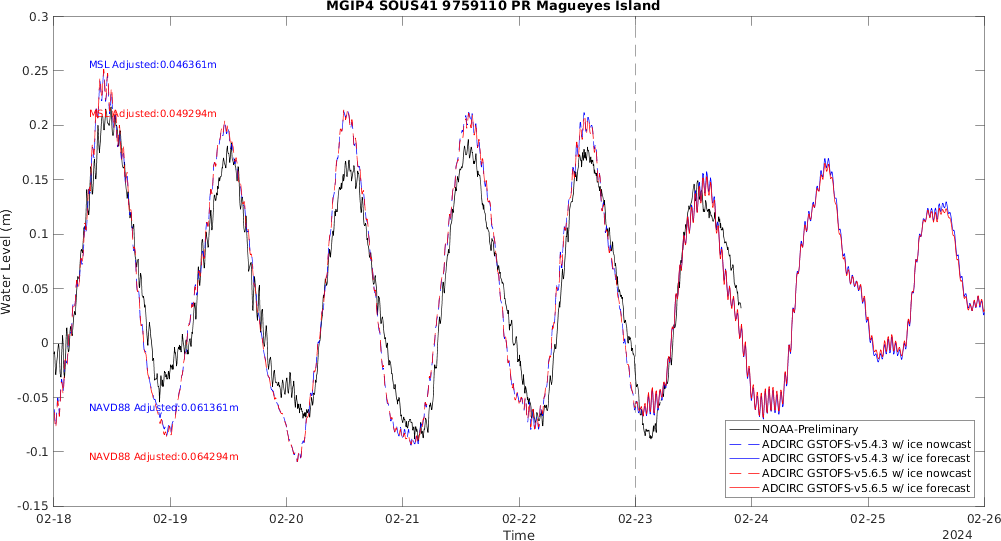 MGIP4 SOUS41 9759110 PR Magueyes Island
0.3
0.25
0.2
0.15
0.1
0.05
0
-0.05
-0.1
-0.15
Water Level (m)
MSL Adjusted:0.046361m
MSL Adjusted:0.049294m
NAVD88 Adjusted:0.061361m
NAVD88 Adjusted:0.064294m
NOAA-Preliminary
ADCIRC GSTOFS-v5.4.3 w/ ice nowcast
ADCIRC GSTOFS-v5.4.3 w/ ice forecast
ADCIRC GSTOFS-v5.6.5 w/ ice nowcast
ADCIRC GSTOFS-v5.6.5 w/ ice forecast
02-18 02-19 02-20 02-21 02-22 02-23 02-24 02-25 02-26
Time
2024